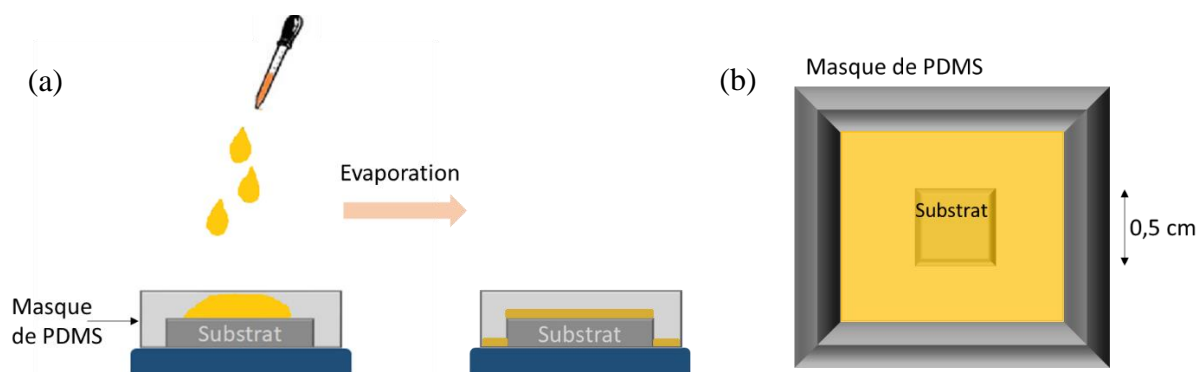 (a)
Evaporation
Masque
de PDMS
Substrat
Substrat
(b)
Masque de PDMS
Substrat
0,5 cm